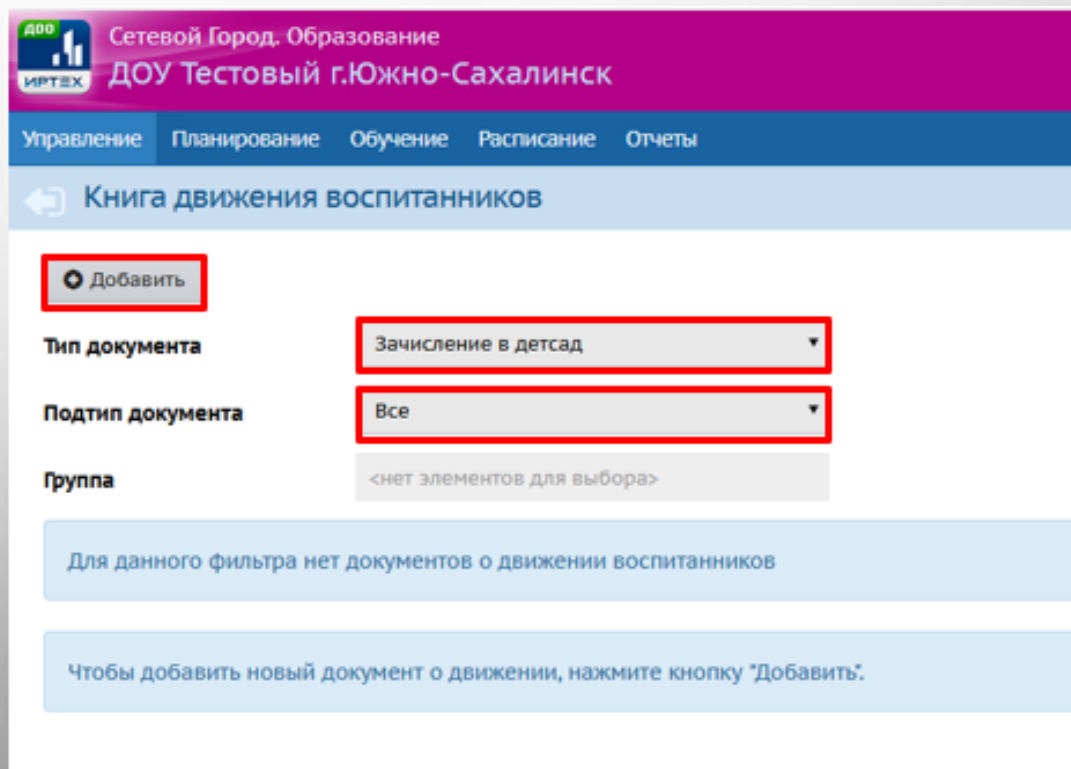 ДОО
ИРТЕХ
Сетевой Город. Образование
ДОУ Тестовый г.Южно-Сахалинск
Управление Планирование Обучение Расписание Отчеты
Книга движения воспитанников
Добавить
Тип документа Зачисление в детсад
Подтип документа Все
Группа <нет элементов для выбора>
Для данного фильтра нет документов о движении воспитанников
Чтобы добавить новый документ о движении, нажмите кнопку "Добавить".